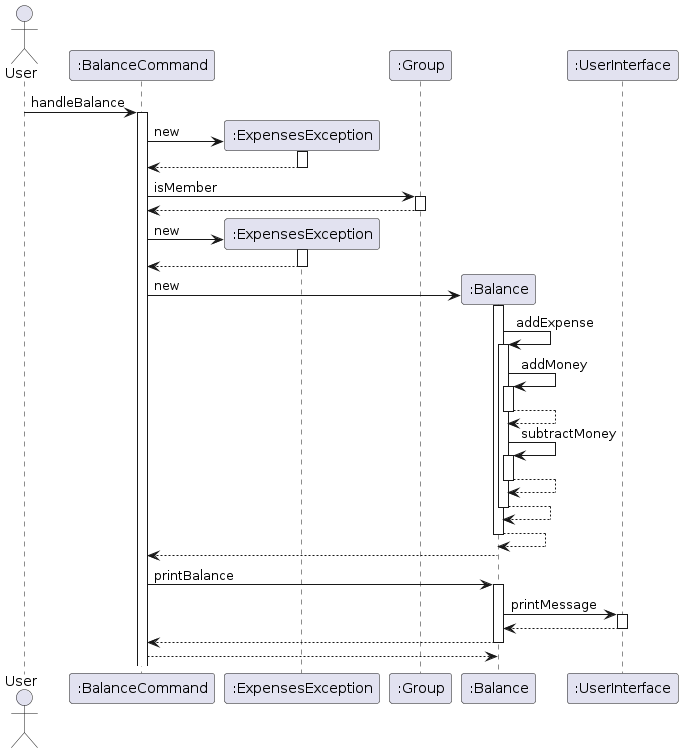 User
:BalanceCommand
:Group
:UserInterface
handleBalance
new
:ExpensesException
isMember
new
:ExpensesException
new
:Balance
addExpense
addMoney
subtractMoney
printBalance
printMessage
User
:BalanceCommand
:ExpensesException
:Group
:Balance
:UserInterface